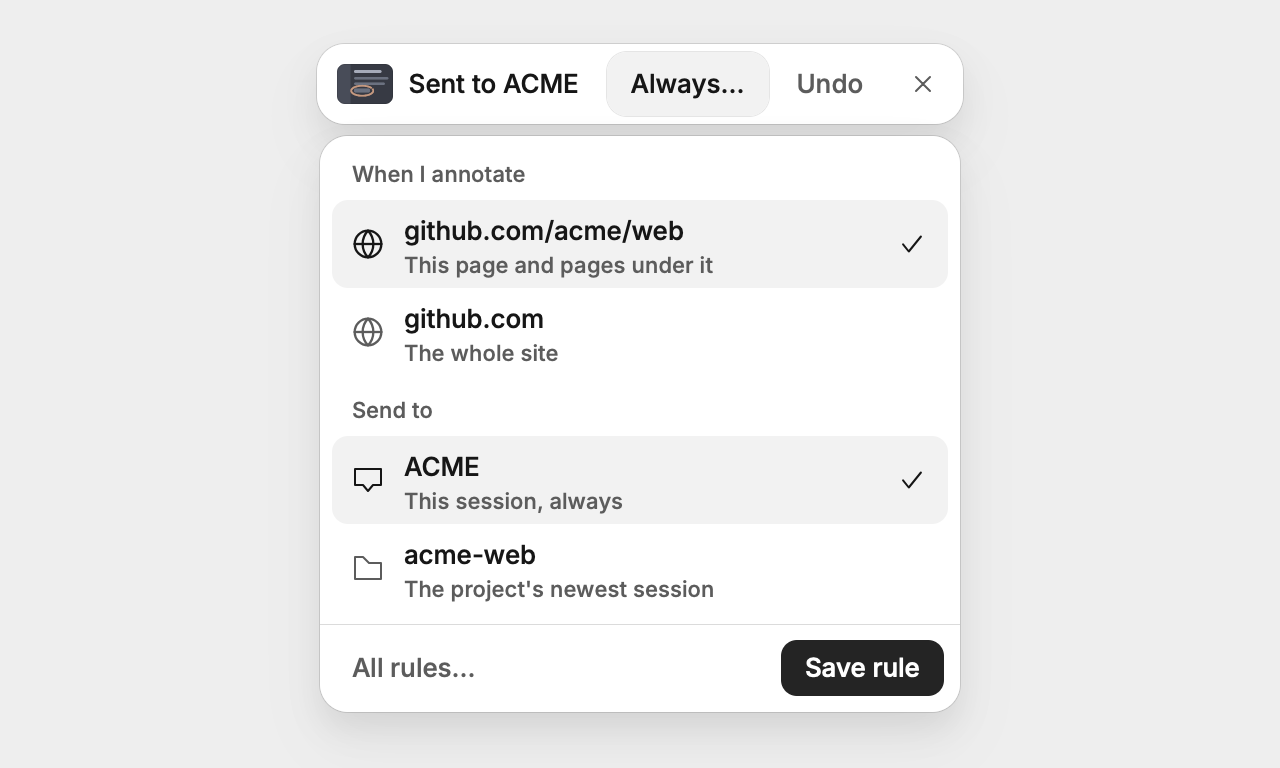 Sent to ACME
Always...
Undo
When I annotate
github.com/acme/web
This page and pages under it
github.com
The whole site
Send to
ACME
This session, always
acme-web
The project's newest session
All rules...
Save rule